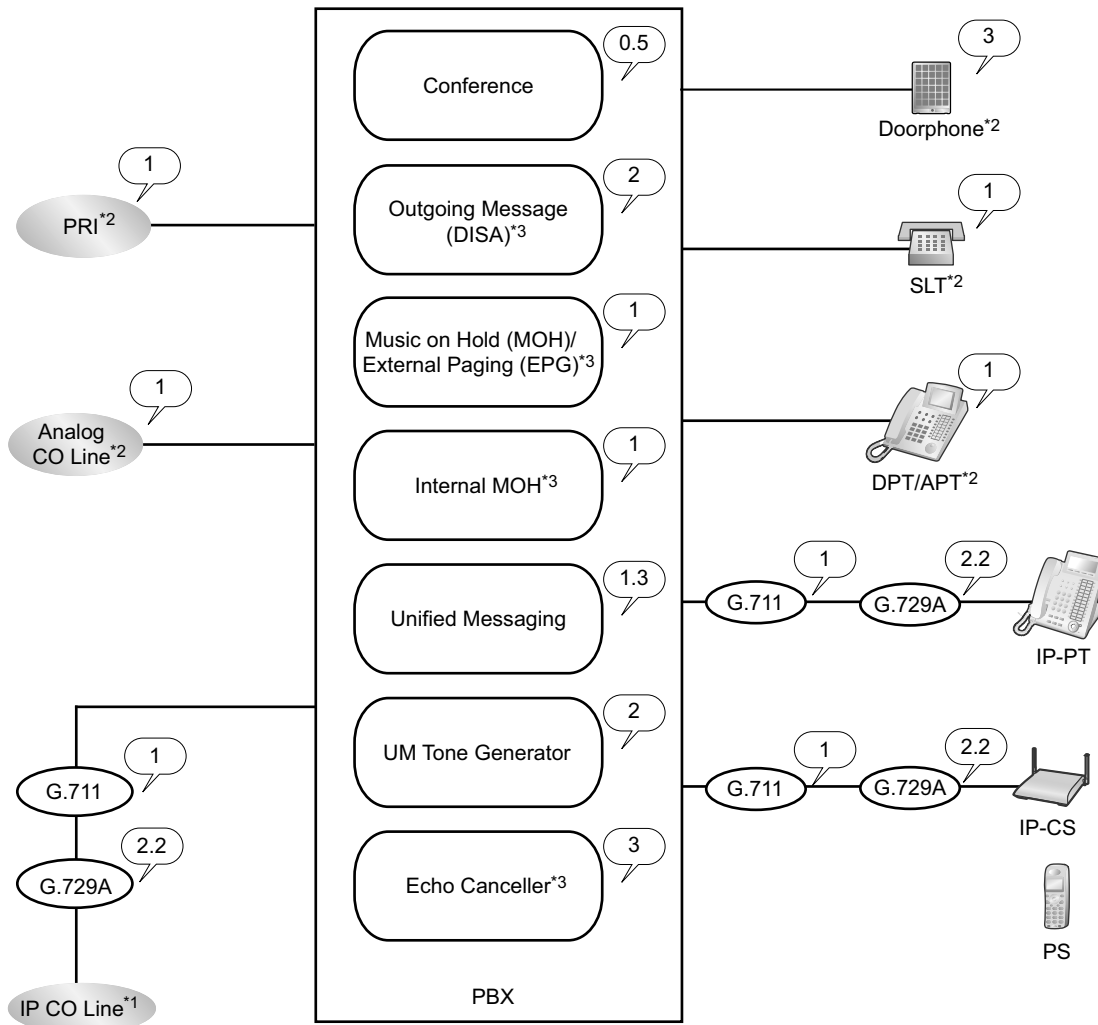 0.5
Conference
3
Doorphone*2
1
PRI*2
2
Outgoing Message
(DISA)*3
1
SLT*2
1
Music on Hold (MOH)/
External Paging (EPG)*3
1
Analog
CO Line*2
1
DPT/APT*2
1
Internal MOH*3
1.3
Unified Messaging
1
G.711
2.2
G.729A
IP-PT
2
UM Tone Generator
1
G.711
2.2
G.729A
IP-CS
1
G.711
2.2
G.729A
3
Echo Canceller*3
PS
IP CO Line*1
PBX